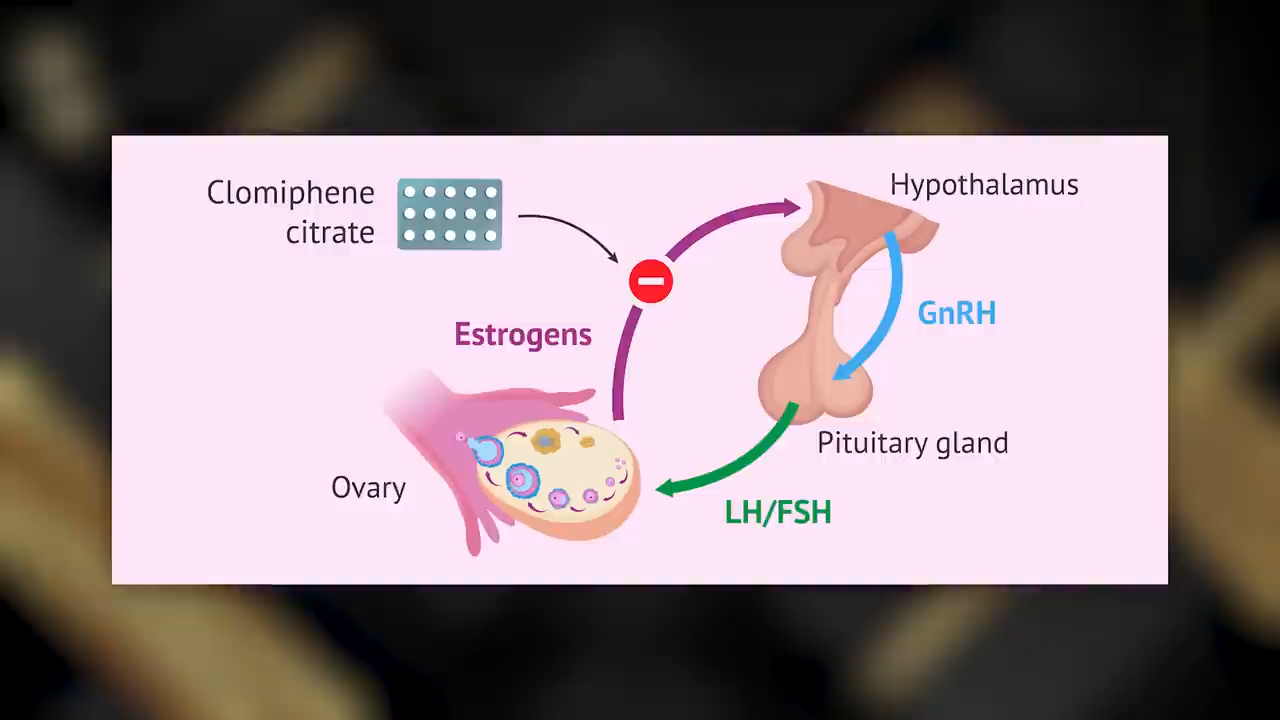 Clomiphene
citrate
Hypothalamus
GnRH
Estrogens
Pituitary gland
Ovary
LH/FSH